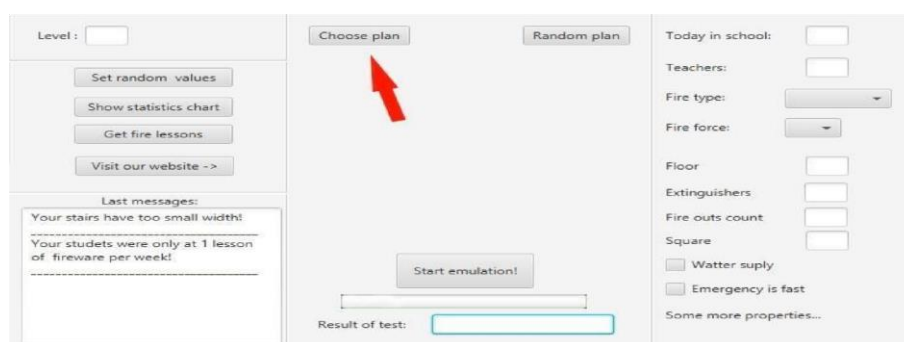 Level :
Set random values
Show statistics chart
Get fire lessons
Visit our website ->
Last messages:
Your stairs have too small width!
Your studets were only at 1 lesson
of fireware per week!
Choose plan
Random plan
Start emulation!
Result of test:
Today in school:
Teachers:
Fire type:
Fire force:
Floor
Extinguishers
Fire outs count
Square
Watter suply
Emergency is fast
Some more properties...